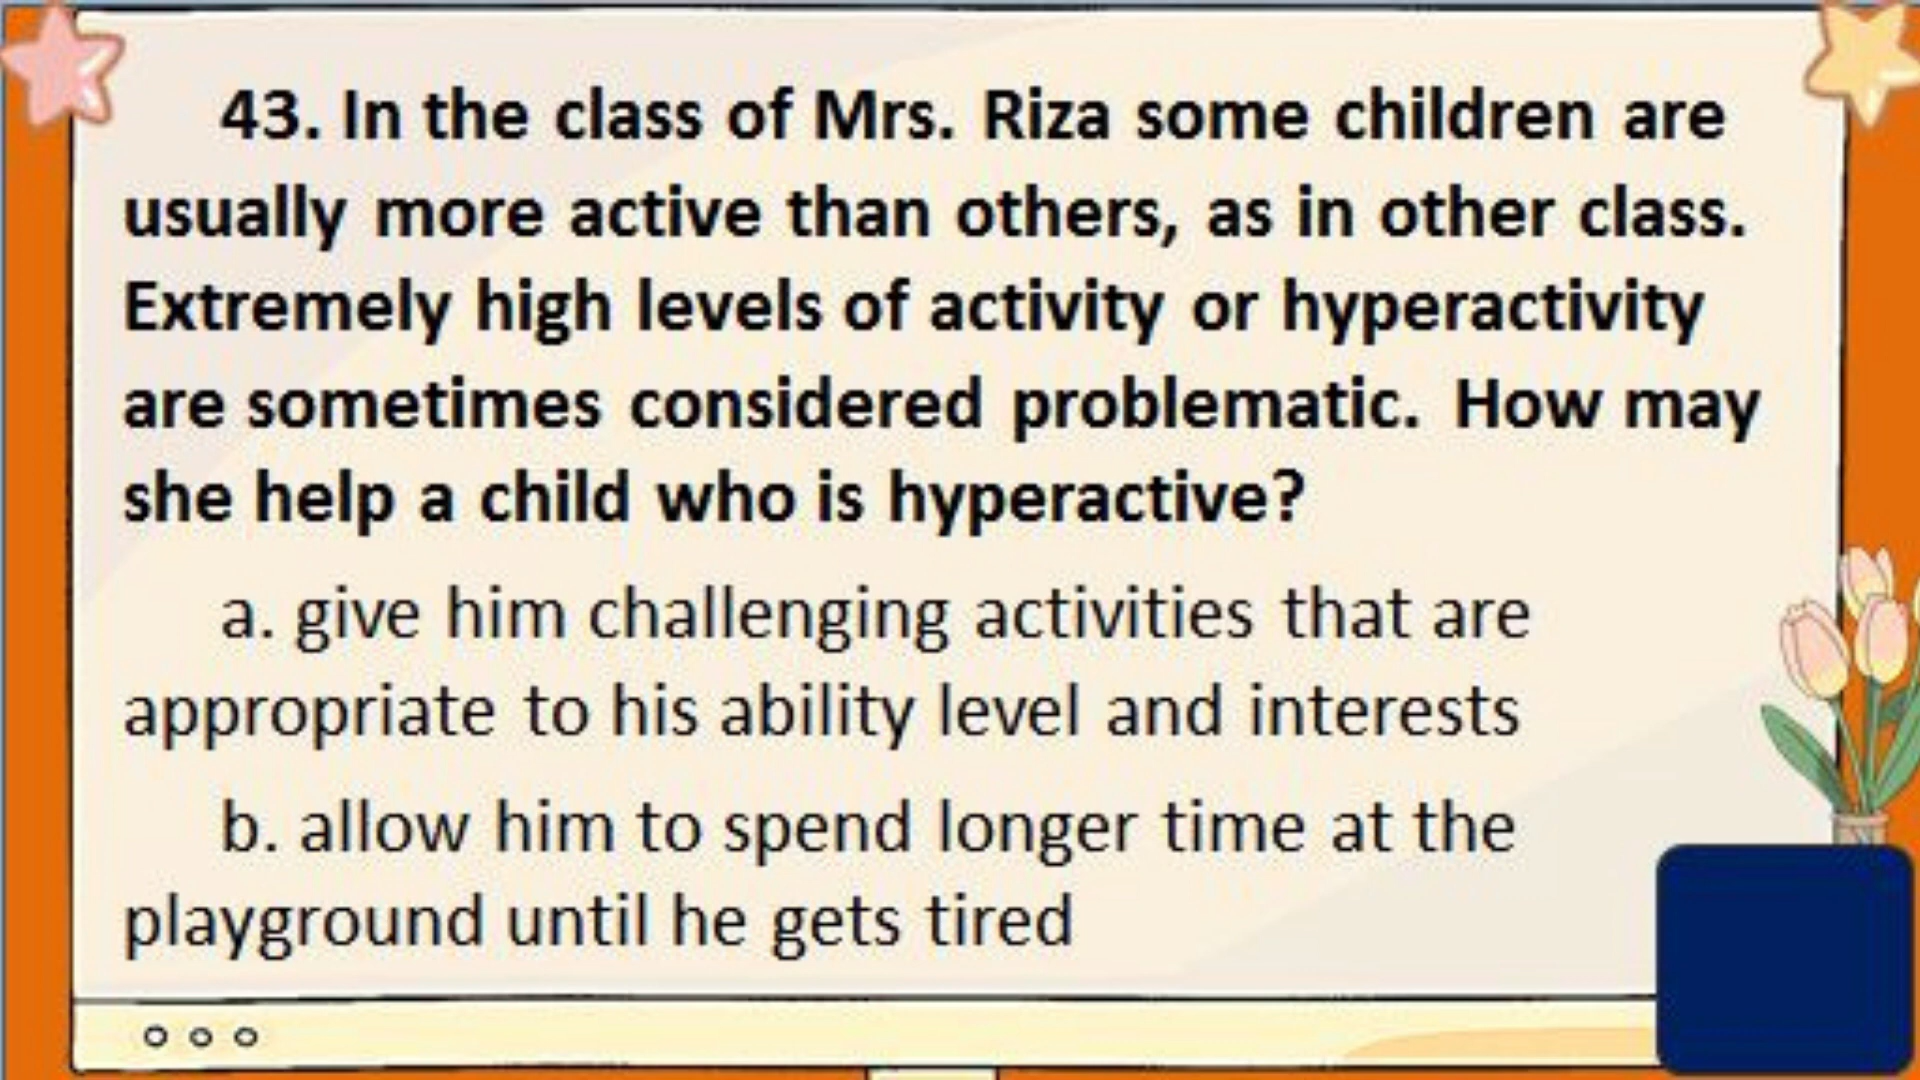 43. In the class of Mrs. Riza some children are
usually more active than others, as in other class.
Extremely high levels of activity or hyperactivity
are sometimes considered problematic. How may
she help a child who is hyperactive?
a. give him challenging activities that are
appropriate to his ability level and interests
b. allow him to spend longer time at the
playground until he gets tired